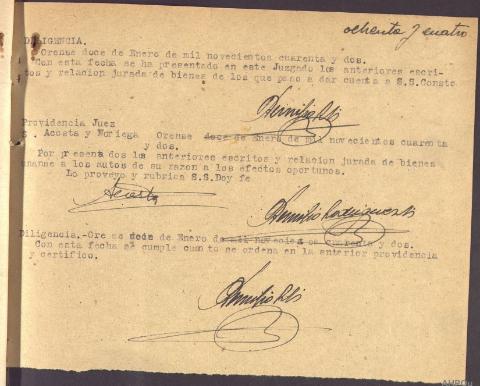 ochenta y cuatro
DILIGENCIA.
Orense doce de Enero de mil novecientos cuarenta y dos.
Con esta fecha se ha presentado en este Juzgado los anteriores escri-
tos y relacion jurada de bienes de los que paso a dar cuenta a S.S.Consto
Providencia Juez
S. Acosta y Noriega Orense doce de Enero de mil novecientos cuarenta
y dos.
Por presentados los anteriores escritos y relacion jurada de bienes
unanse a los autos de su razon a los efectos oportunos.
Lo proveyo y rubrica S.S.Doy fe
Acosta
Diligencia.-Orense doce de Enero de mil novecientos cuarenta y dos.
Con esta fecha se cumple cuanto se ordena en la anterior providencia
y certifico.